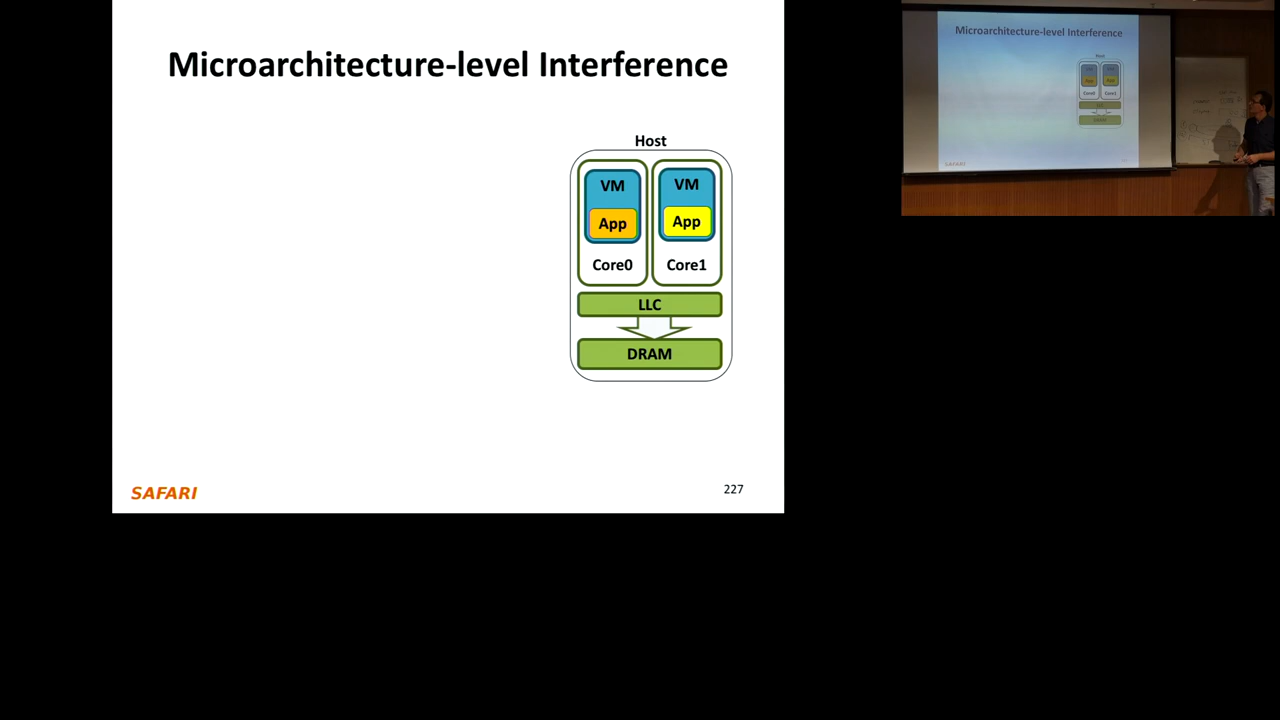 Microarchitecture-level Interference
Host
VM VM
App App
Core0 Core1
LLC
DRAM
SAFARI
227
Microarchitecture-level Interference